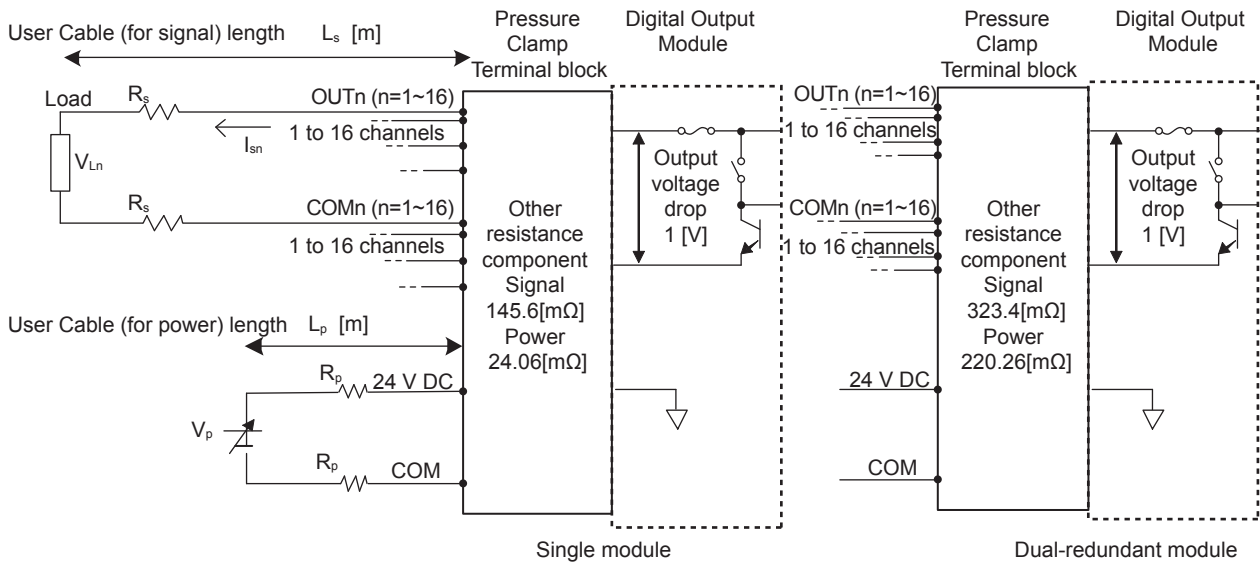 User Cable (for signal) length Ls [m]
Pressure
Clamp
Terminal block
Digital Output
Module
Load
Rs
OUTn (n=1~16)
Isn
1 to 16 channels
VLn
Rs
COMn (n=1~16)
1 to 16 channels
Other
resistance
component
Signal
145.6[mΩ]
Power
24.06[mΩ]
Output
voltage
drop
1 [V]
User Cable (for power) length Lp [m]
Rp
24 V DC
Vp
Rp
COM
Single module
Pressure
Clamp
Terminal block
Digital Output
Module
OUTn (n=1~16)
1 to 16 channels
COMn (n=1~16)
1 to 16 channels
Other
resistance
component
Signal
323.4[mΩ]
Power
220.26[mΩ]
Output
voltage
drop
1 [V]
24 V DC
COM
Dual-redundant module